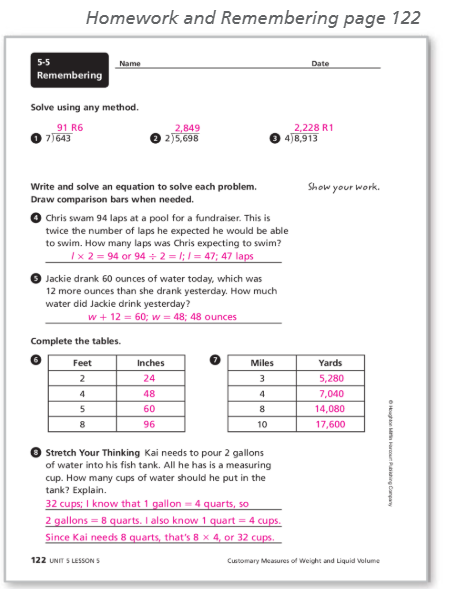 Homework and Remembering page 122
5-5
Remembering
Name
Date
Solve using any method.
91 R6
1 7)643
2,849
2 2)5,698
2,228 R1
3 4)8,913
Write and solve an equation to solve each problem.
Draw comparison bars when needed.
Show your work.
4 Chris swam 94 laps at a pool for a fundraiser. This is
twice the number of laps he expected he would be able
to swim. How many laps was Chris expecting to swim?
l × 2 = 94 or 94 ÷ 2 = l; l = 47; 47 laps
5 Jackie drank 60 ounces of water today, which was
12 more ounces than she drank yesterday. How much
water did Jackie drink yesterday?
w + 12 = 60; w = 48; 48 ounces
Complete the tables.
6
Feet Inches
2 24
4 48
5 60
8 96
7
Miles Yards
3 5,280
4 7,040
8 14,080
10 17,600
8 Stretch Your Thinking Kai needs to pour 2 gallons
of water into his fish tank. All he has is a measuring
cup. How many cups of water should he put in the
tank? Explain.
32 cups; I know that 1 gallon = 4 quarts, so
2 gallons = 8 quarts. I also know 1 quart = 4 cups.
Since Kai needs 8 quarts, that's 8 × 4, or 32 cups.
© Houghton Mifflin Harcourt Publishing Company
122 UNIT 5 LESSON 5
Customary Measures of Weight and Liquid Volume